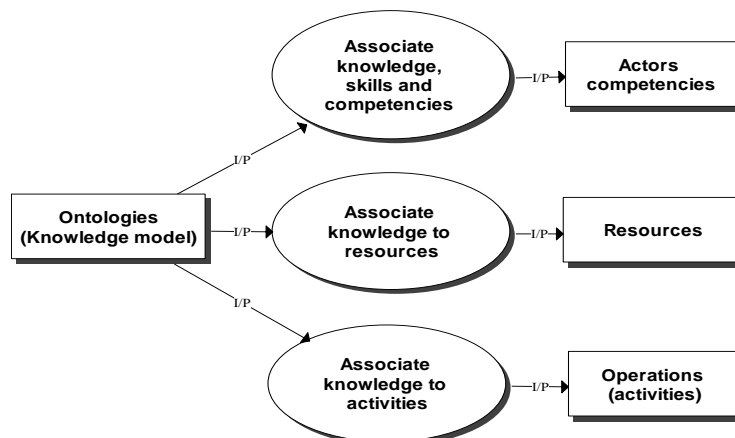 Associate
knowledge,
skills and
competencies
I/P
Actors
competencies
I/P
Ontologies
(Knowledge model)
I/P
Associate
knowledge to
resources
I/P
Resources
I/P
Associate
knowledge to
activities
I/P
Operations
(activities)